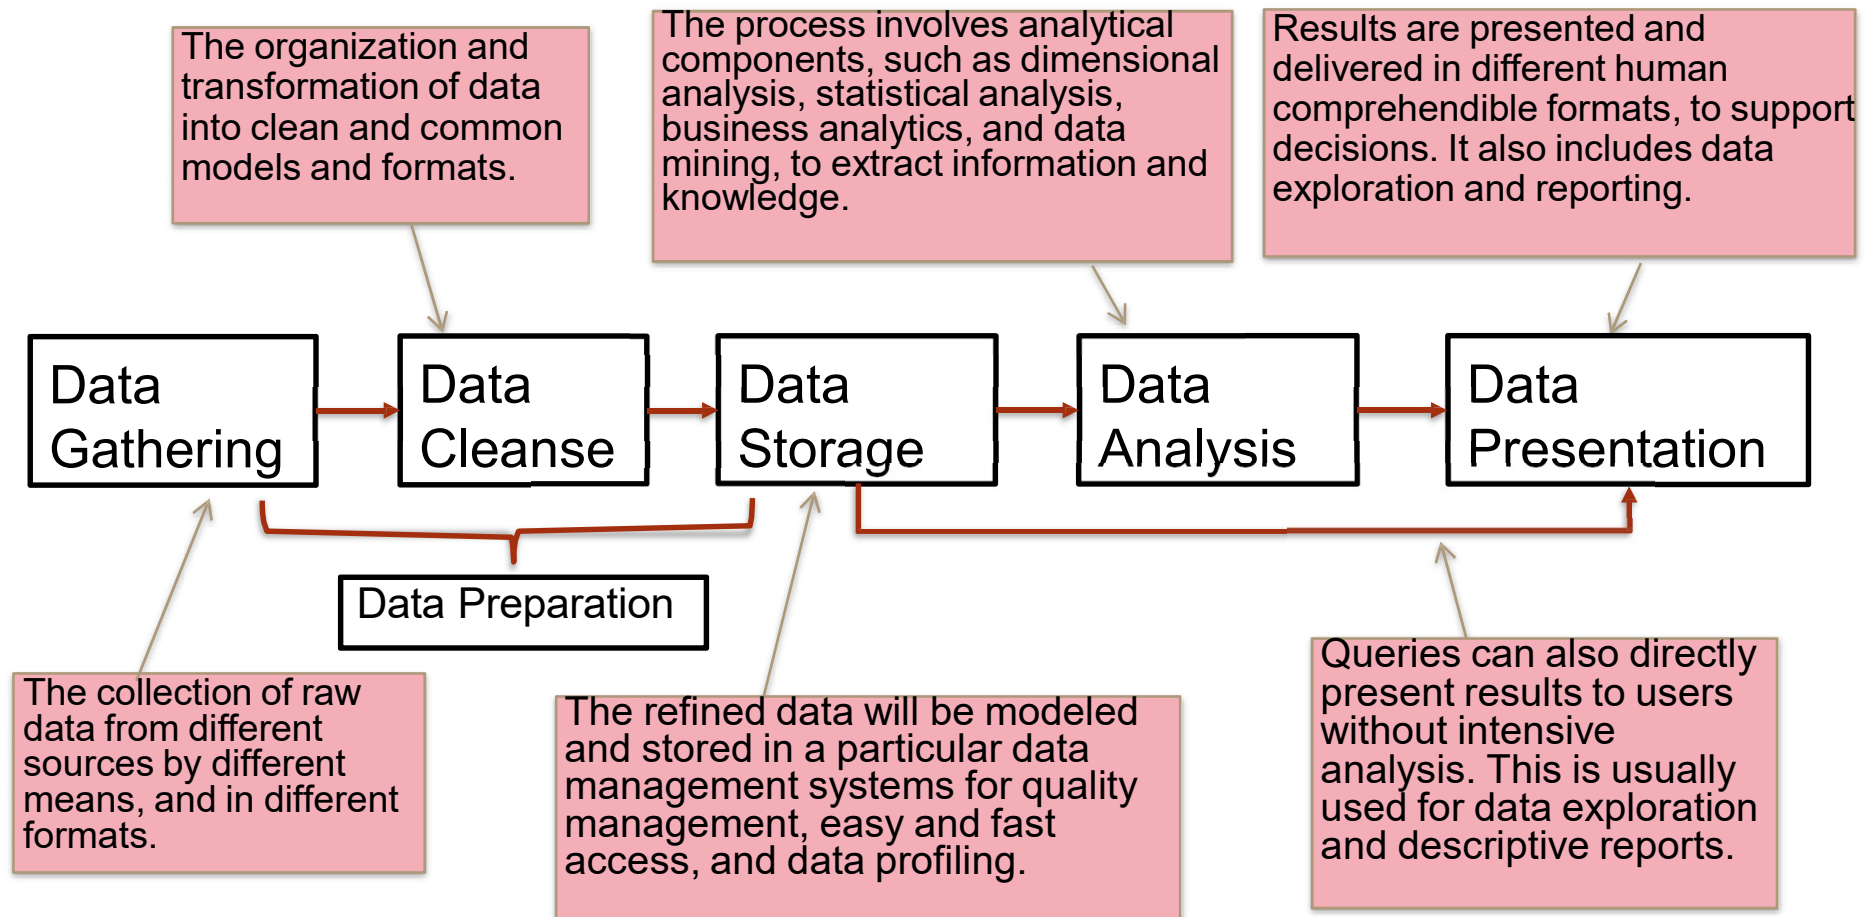 The organization and
transformation of data
into clean and common
models and formats.
The process involves analytical
components, such as dimensional
analysis, statistical analysis,
business analytics, and data
mining, to extract information and
knowledge.
Results are presented and
delivered in different human
comprehendible formats, to support
decisions. It also includes data
exploration and reporting.
Data
Gathering
Data
Cleanse
Data
Storage
Data
Analysis
Data
Presentation
Data Preparation
The collection of raw
data from different
sources by different
means, and in different
formats.
The refined data will be modeled
and stored in a particular data
management systems for quality
management, easy and fast
access, and data profiling.
Queries can also directly
present results to users
without intensive
analysis. This is usually
used for data exploration
and descriptive reports.